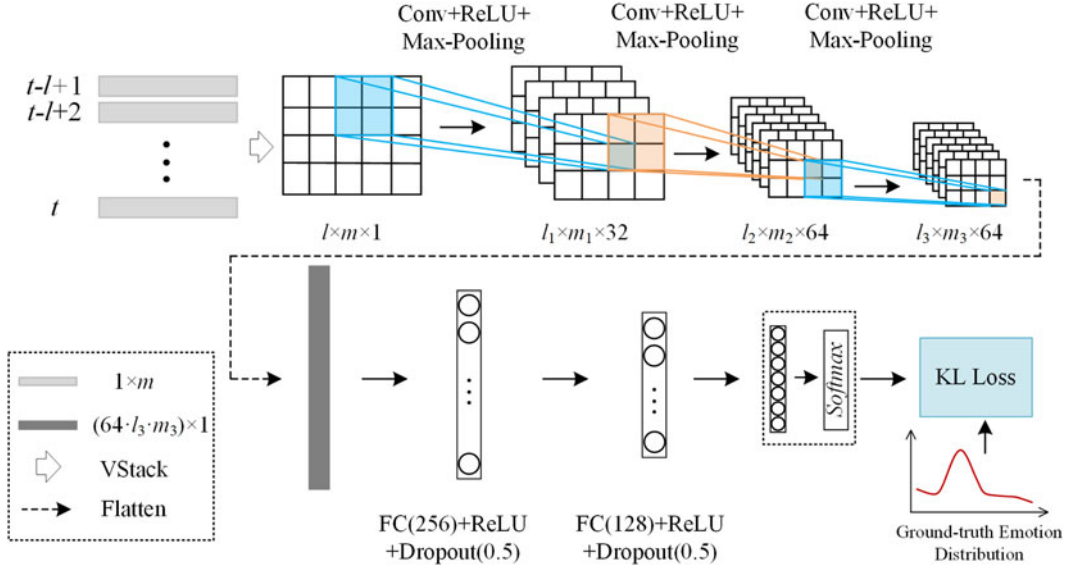 Conv+ReLU+
Max-Pooling
Conv+ReLU+
Max-Pooling
Conv+ReLU+
Max-Pooling
t-l+1
t-l+2
t
l×m×1
l₁×m₁×32
l₂×m₂×64
l₃×m₃×64
1×m
(64·l₃·m₃)×1
VStack
Flatten
FC(256)+ReLU
+Dropout(0.5)
FC(128)+ReLU
+Dropout(0.5)
Softmax
KL Loss
Ground-truth Emotion
Distribution